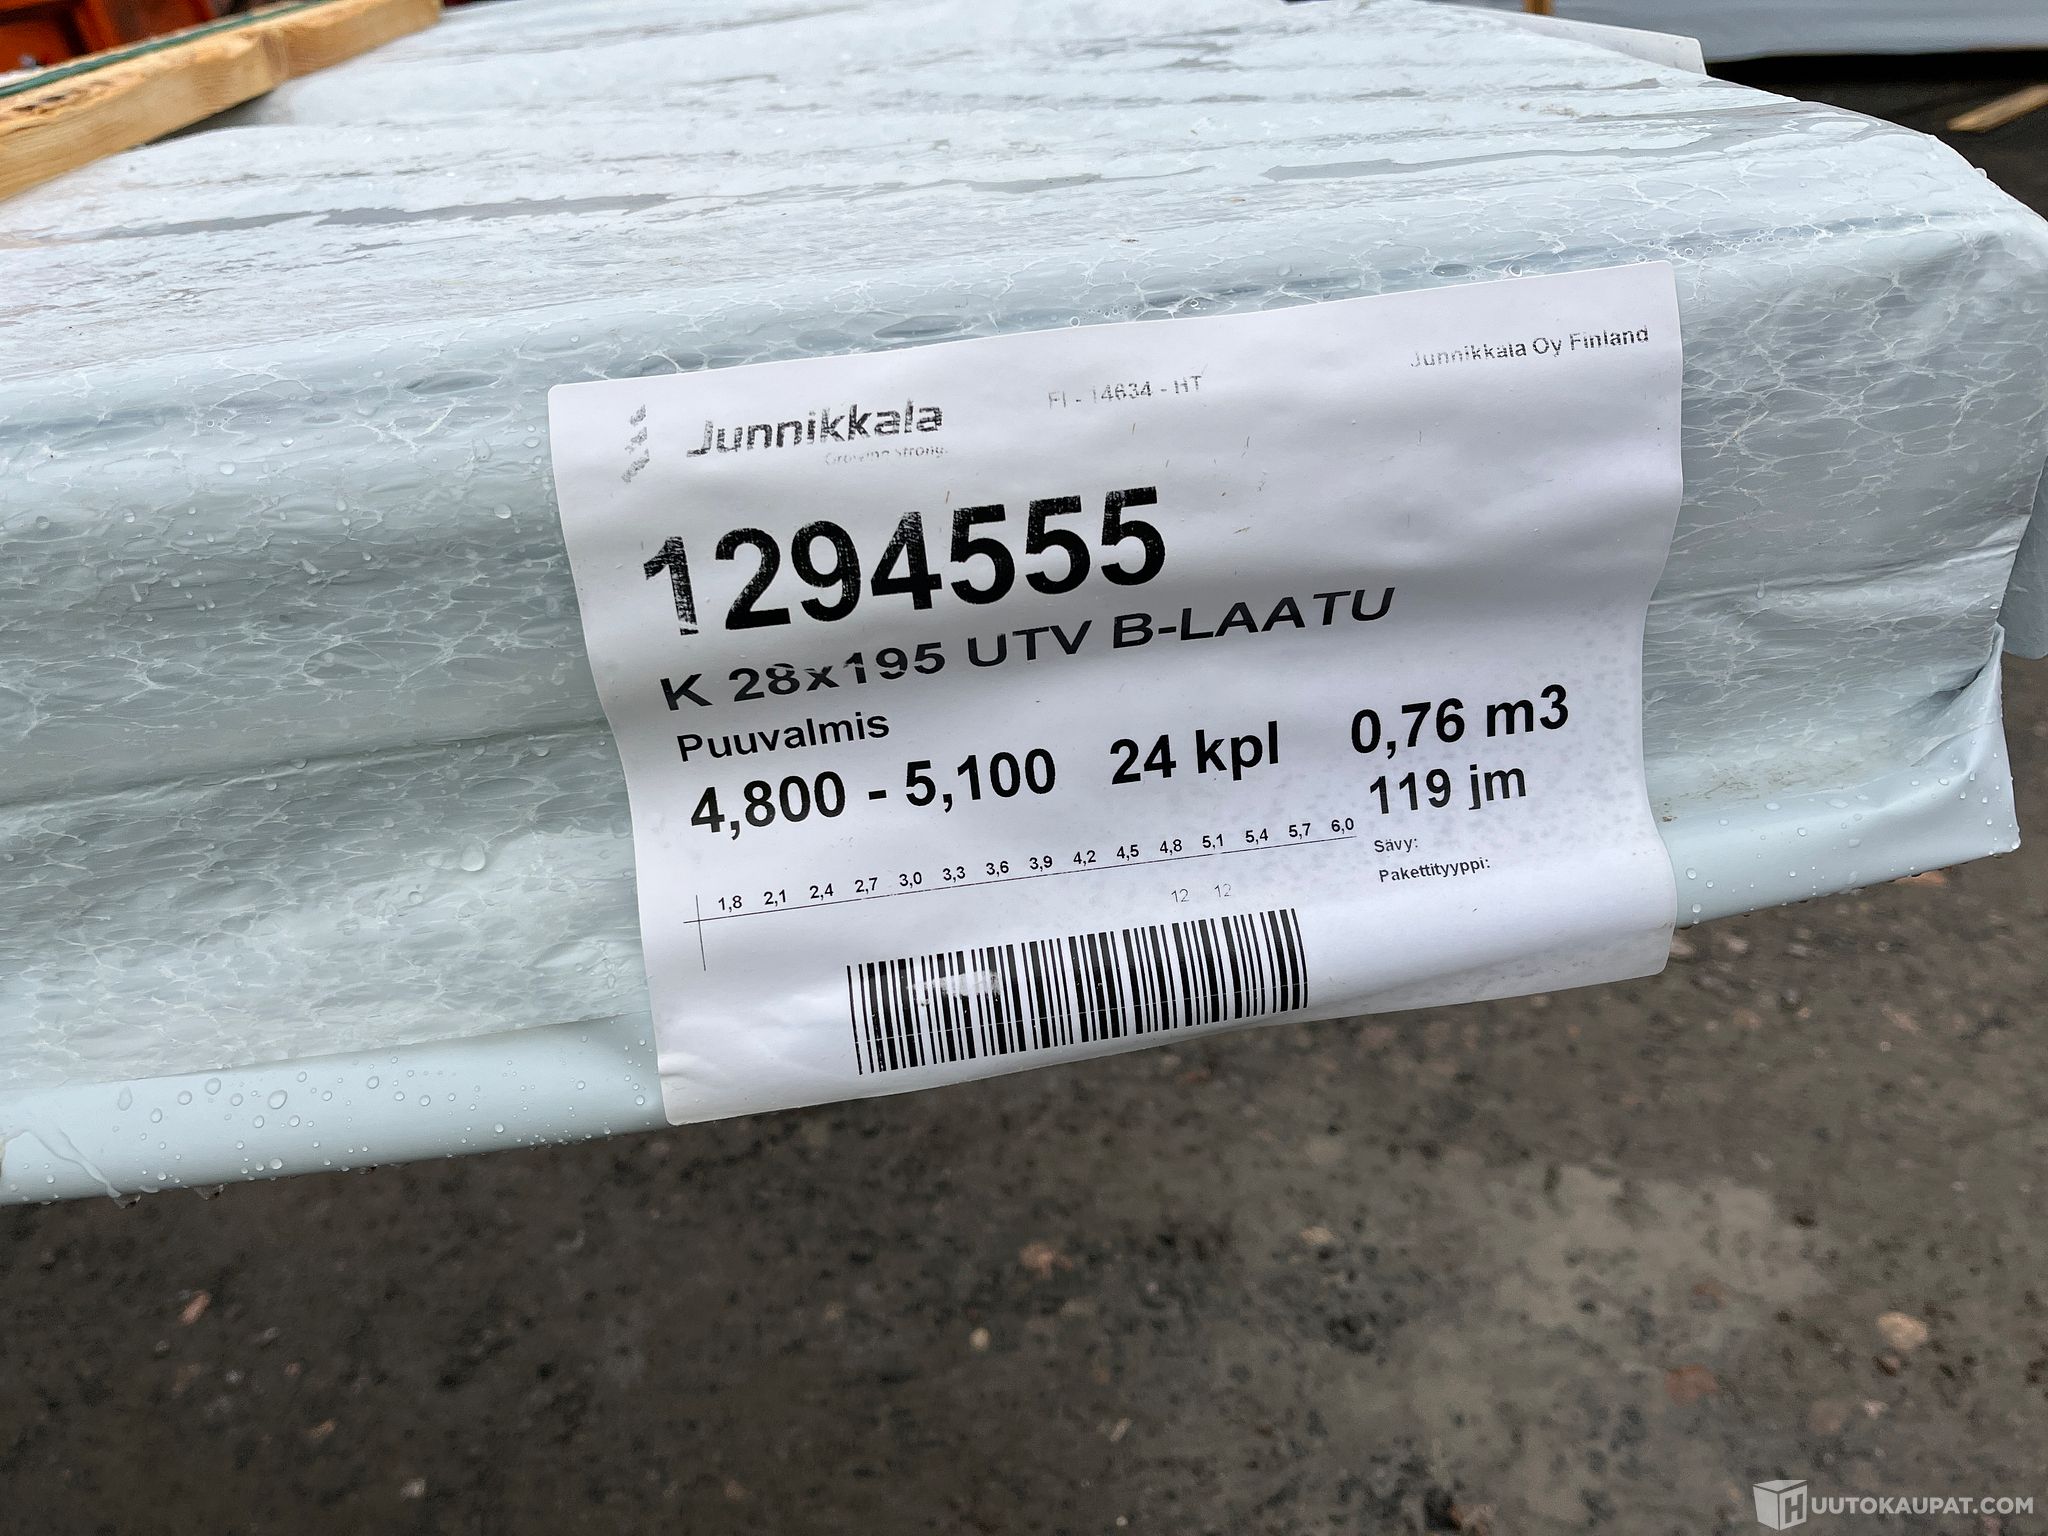 Junnikkala
Growing strong.
FI - 14634 - HT
Junnikkala Oy Finland
1294555
K 28x195 UTV B-LAATU
Puuvalmis
4,800 - 5,100 24 kpl 0,76 m3
119 jm
1,8 2,1 2,4 2,7 3,0 3,3 3,6 3,9 4,2 4,5 4,8 5,1 5,4 5,7 6,0
12 12
Sävy:
Pakettityyppi:
HUUTOKAUPAT.COM